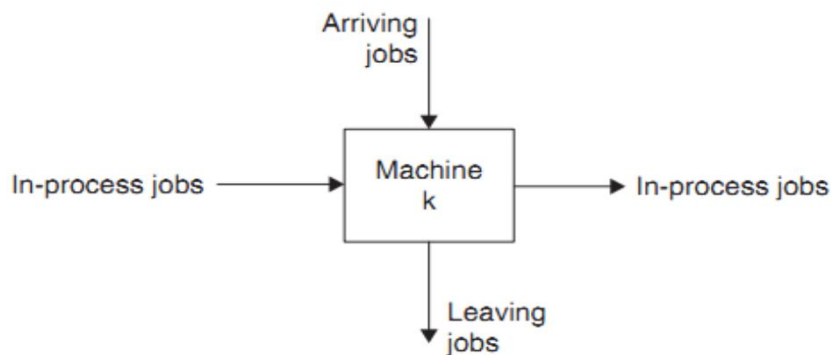 Arriving
jobs
In-process jobs
Machine
k
In-process jobs
Leaving
jobs